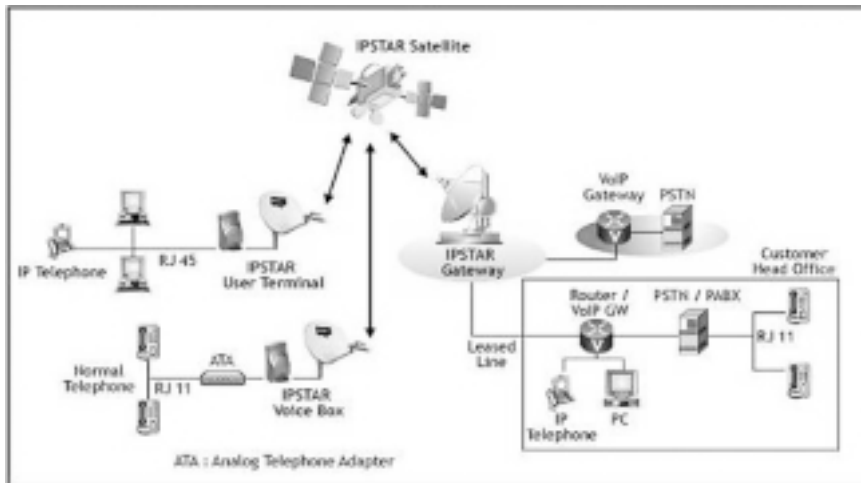 IPSTAR Satellite
VoIP
Gateway
PSTN
IP Telephone
RJ 45
IPSTAR
User Terminal
IPSTAR
Gateway
Customer
Head Office
Router /
VoIP GW
PSTN / PABX
RJ 11
Leased
Line
IP
Telephone
PC
Normal
Telephone
RJ 11
ATA
IPSTAR
Voice Box
ATA : Analog Telephone Adapter
V
V